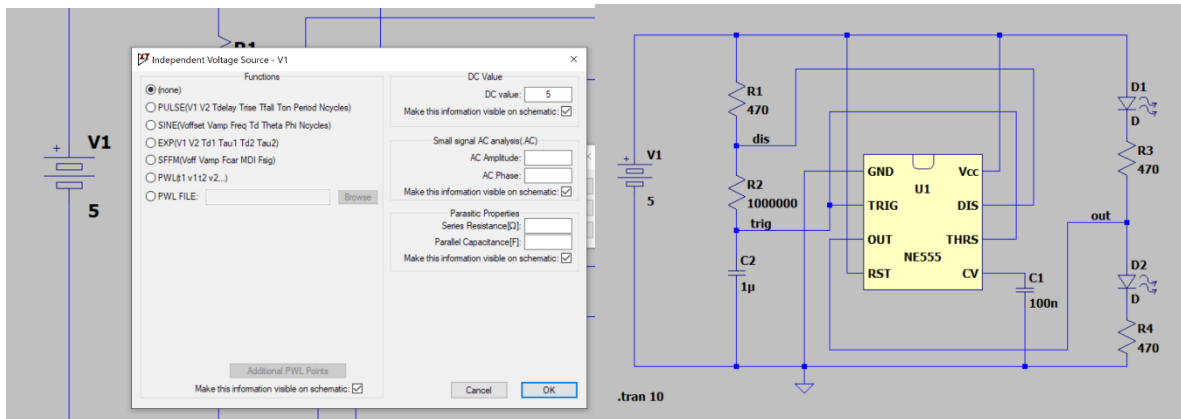 V1
5
R1
Independent Voltage Source - V1
Functions
(none)
PULSE(V1 V2 Tdelay Trise Tfall Ton Period Ncycles)
SINE(Voffset Vamp Freq Td Theta Phi Ncycles)
EXP(V1 V2 Td1 Tau1 Td2 Tau2)
SFFM(Voff Vamp Fcar MDI Fsig)
PWL(t1 v1 t2 v2...)
PWL FILE:
Browse
Additional PWL Points
Make this information visible on schematic:
DC Value
DC value: 5
Make this information visible on schematic:
Small signal AC analysis(.AC)
AC Amplitude:
AC Phase:
Make this information visible on schematic:
Parasitic Properties
Series Resistance[Ω]:
Parallel Capacitance[F]:
Make this information visible on schematic:
Cancel
OK
V1
5
R1
470
dis
R2
1000000
trig
C2
1µ
GND
Vcc
U1
TRIG
DIS
OUT
THRS
NE555
RST
CV
C1
100n
D1
D
R3
470
out
D2
D
R4
470
.tran 10